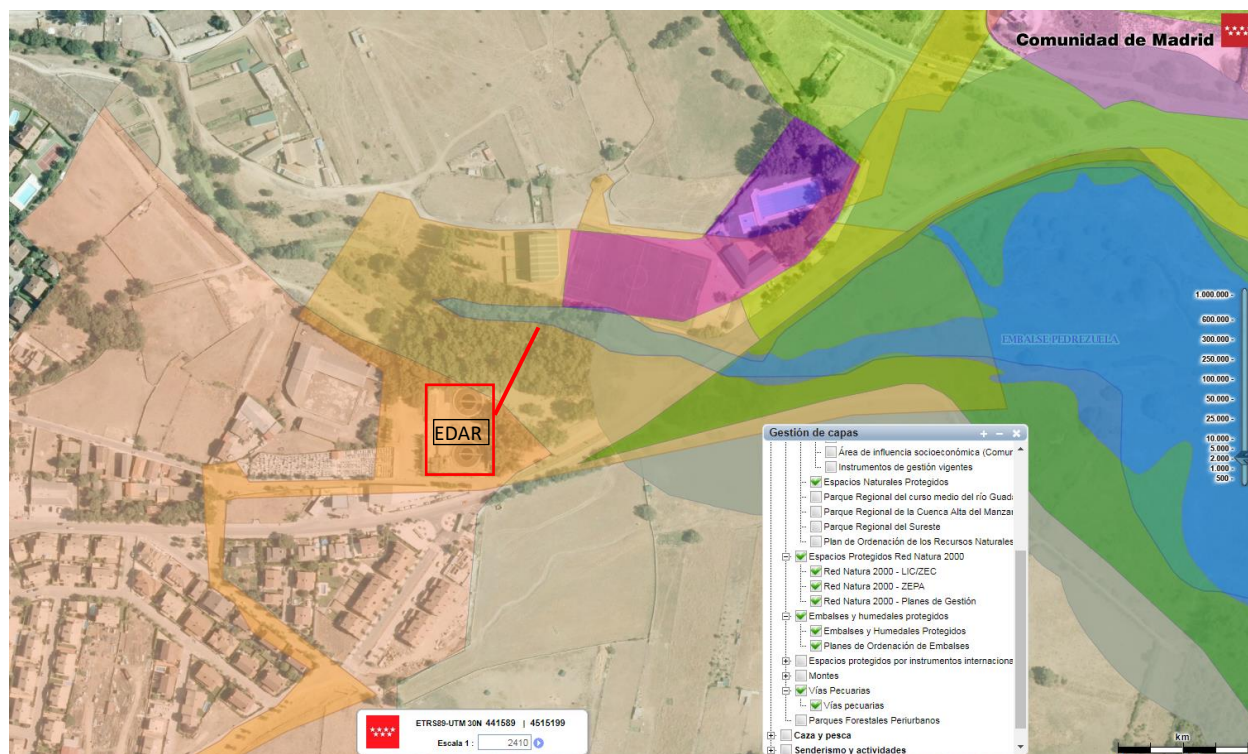 Comunidad de Madrid
EDAR
EMBALSE PEDREZUELA
1.000.000
600.000
300.000
250.000
100.000
50.000
25.000
10.000
5.000
2.000
1.000
500
Gestión de capas
Área de influencia socioeconómica (Comur
Instrumentos de gestión vigentes
Espacios Naturales Protegidos
Parque Regional del curso medio del río Guada
Parque Regional de la Cuenca Alta del Manzar
Parque Regional del Sureste
Plan de Ordenación de los Recursos Naturales
Espacios Protegidos Red Natura 2000
Red Natura 2000 - LIC/ZEC
Red Natura 2000 - ZEPA
Red Natura 2000 - Planes de Gestión
Embalses y humedales protegidos
Embalses y Humedales Protegidos
Planes de Ordenación de Embalses
Espacios protegidos por instrumentos internaciona
Montes
Vías Pecuarias
Vías pecuarias
Parques Forestales Periurbanos
Caza y pesca
Senderismo y actividades
ETRS89-UTM 30N 441589 | 4515199
Escala 1 : 2410
km